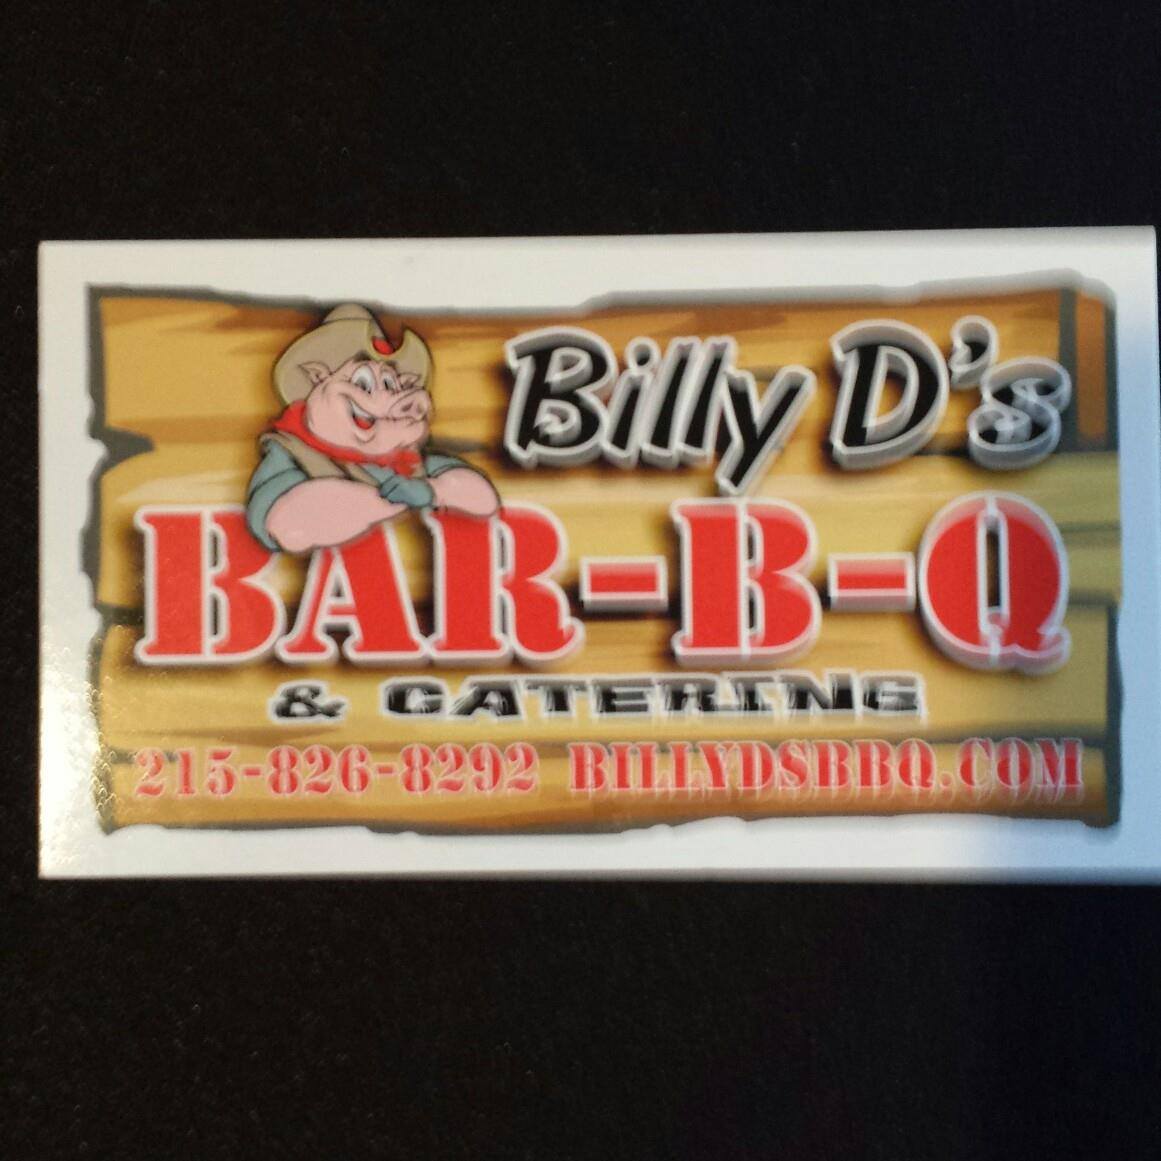 Billy D's
BAR-B-Q
& CATERING
215-826-8292 BILLYDSBBQ.COM